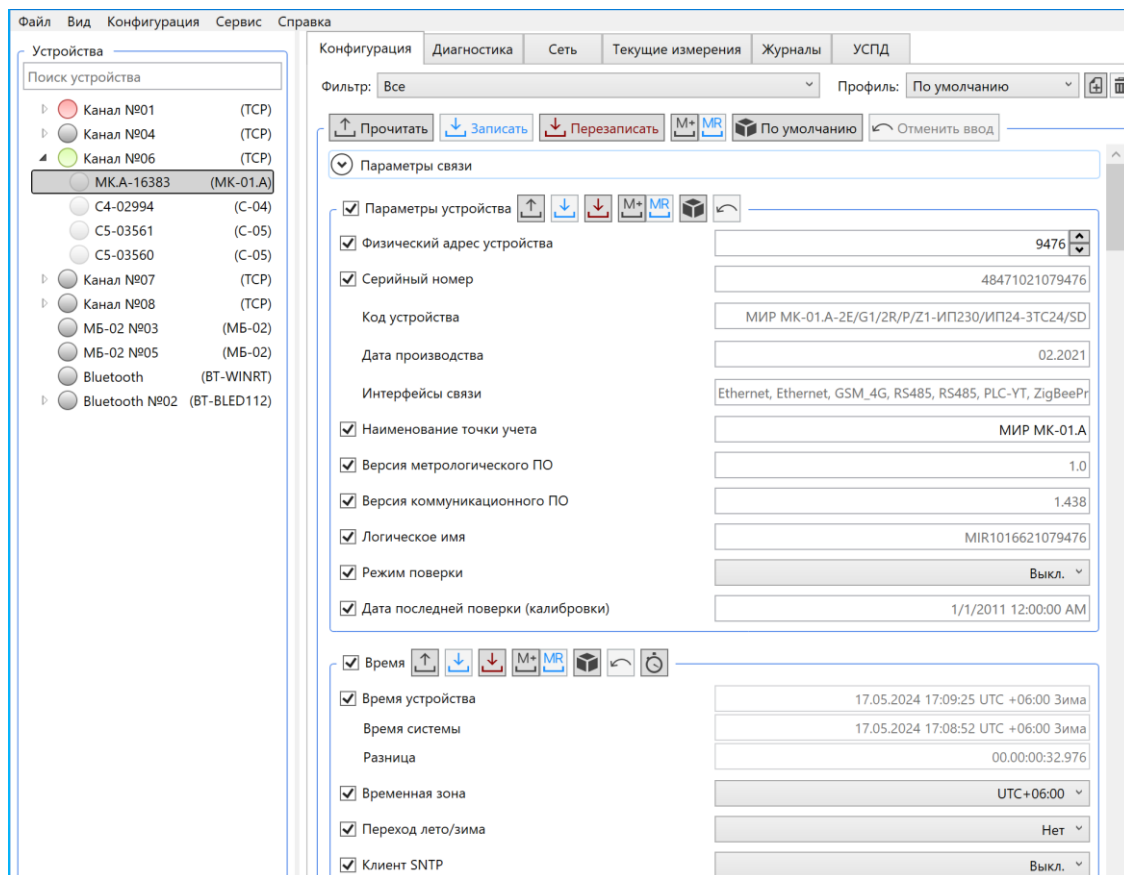 Файл Вид Конфигурация Сервис Справка
Устройства
Поиск устройства
Канал №01 (TCP)
Канал №04 (TCP)
Канал №06 (TCP)
МК.А-16383 (МК-01.А)
С4-02994 (С-04)
С5-03561 (С-05)
С5-03560 (С-05)
Канал №07 (TCP)
Канал №08 (TCP)
МБ-02 №03 (МБ-02)
МБ-02 №05 (МБ-02)
Bluetooth (BT-WINRT)
Bluetooth №02 (BT-BLED112)
Конфигурация Диагностика Сеть Текущие измерения Журналы УСПД
Фильтр: Все Профиль: По умолчанию
Прочитать Записать Перезаписать M+ MR По умолчанию Отменить ввод
Параметры связи
Параметры устройства M+ MR
Физический адрес устройства 9476
Серийный номер 48471021079476
Код устройства МИР МК-01.А-2E/G1/2R/P/Z1-ИП230/ИП24-3ТС24/SD
Дата производства 02.2021
Интерфейсы связи Ethernet, Ethernet, GSM_4G, RS485, RS485, PLC-YT, ZigBeePr
Наименование точки учета МИР МК-01.А
Версия метрологического ПО 1.0
Версия коммуникационного ПО 1.438
Логическое имя MIR1016621079476
Режим поверки Выкл.
Дата последней поверки (калибровки) 1/1/2011 12:00:00 AM
Время M+ MR
Время устройства 17.05.2024 17:09:25 UTC +06:00 Зима
Время системы 17.05.2024 17:08:52 UTC +06:00 Зима
Разница 00.00:00:32.976
Временная зона UTC+06:00
Переход лето/зима Нет
Клиент SNTP Выкл.